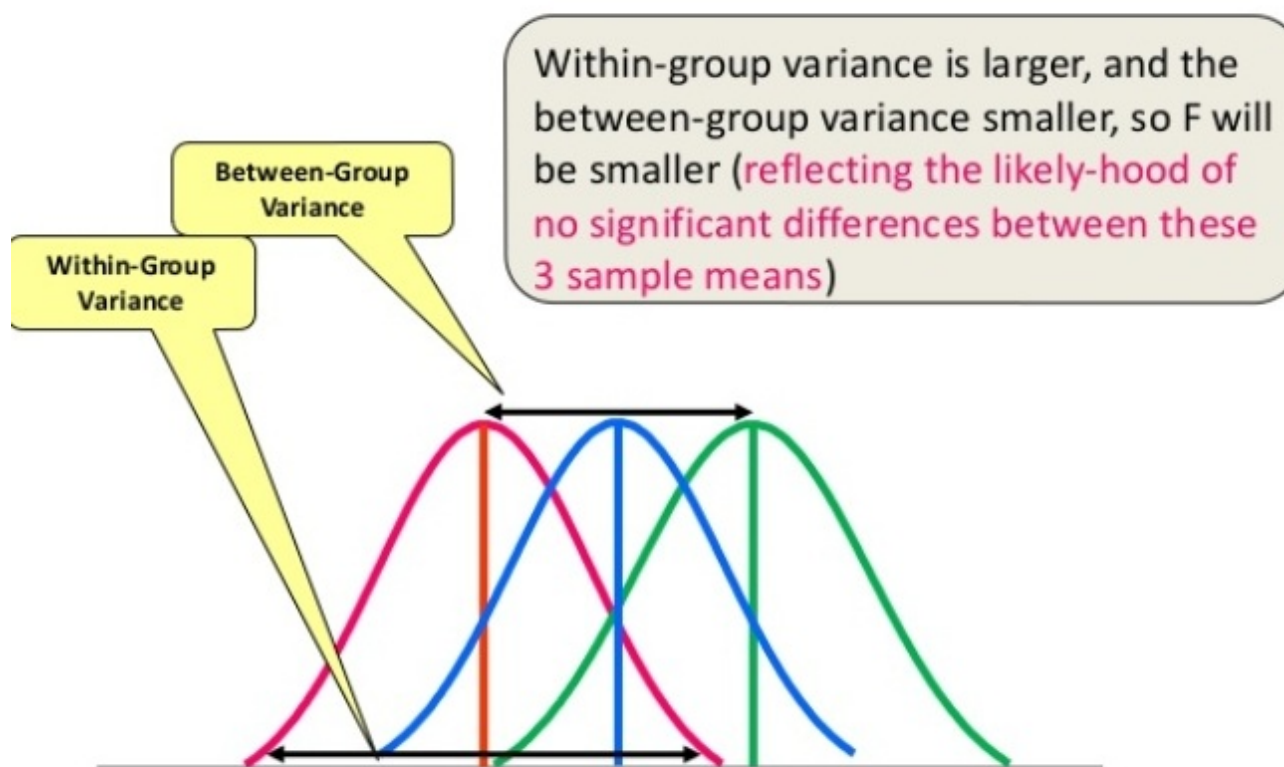 Within-group variance is larger, and the
between-group variance smaller, so F will
be smaller (reflecting the likely-hood of
no significant differences between these
3 sample means)
Between-Group
Variance
Within-Group
Variance